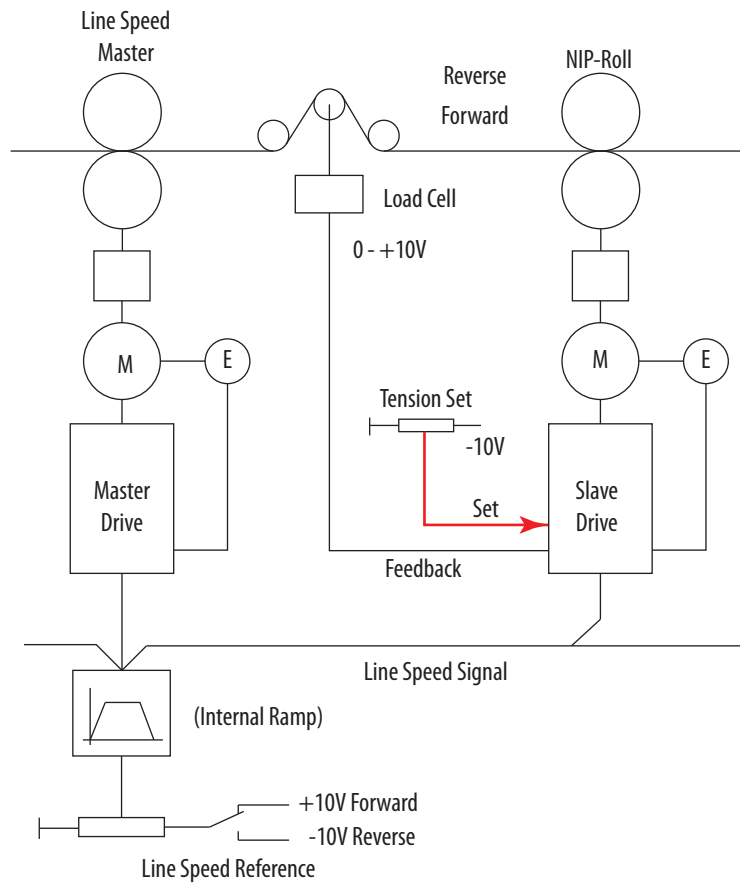 Line Speed
Master
NIP-Roll
Reverse
Forward
Load Cell
0 - +10V
M
E
M
E
Tension Set
-10V
Master
Drive
Set
Slave
Drive
Feedback
Line Speed Signal
(Internal Ramp)
+10V Forward
-10V Reverse
Line Speed Reference